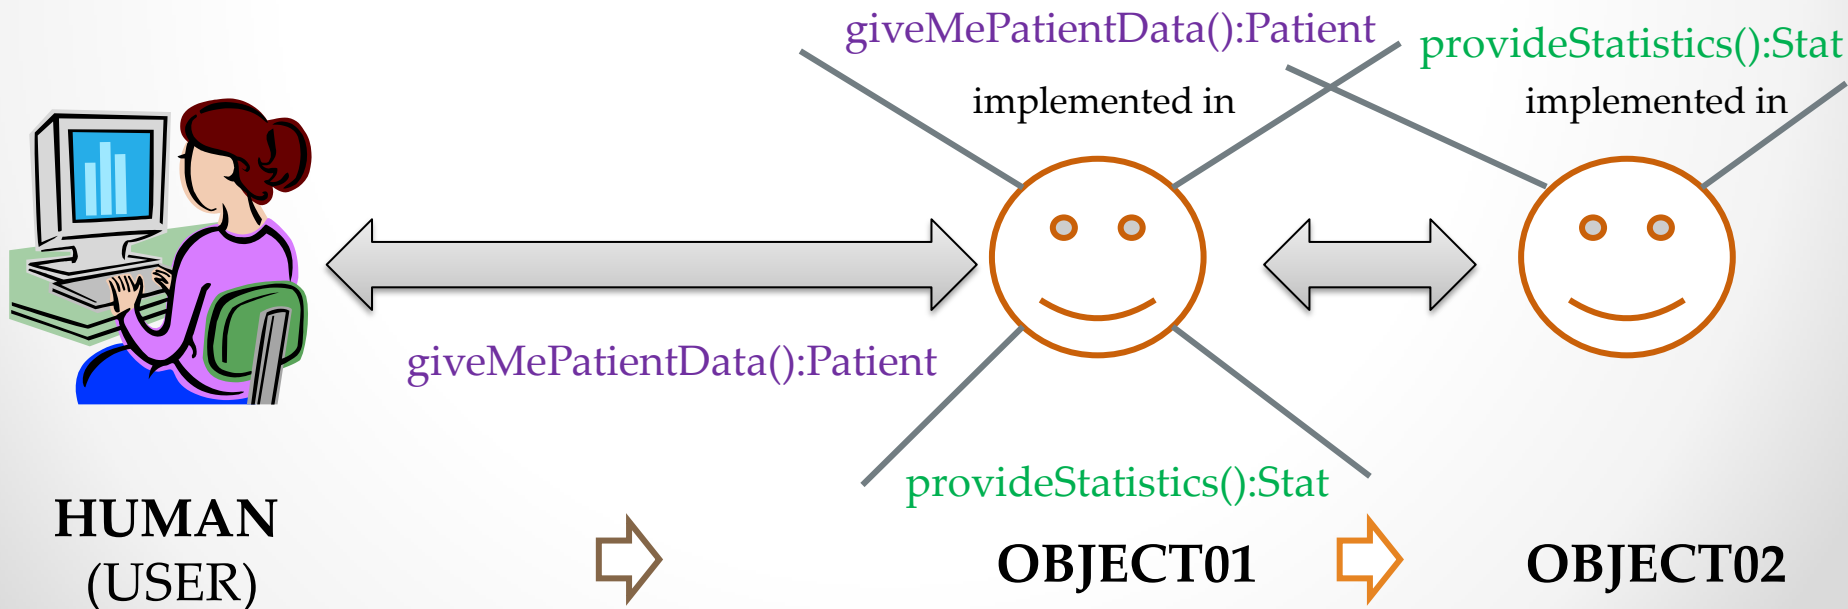 giveMePatientData():Patient
provideStatistics():Stat
implemented in
implemented in
giveMePatientData():Patient
provideStatistics():Stat
HUMAN
(USER)
OBJECT01
OBJECT02